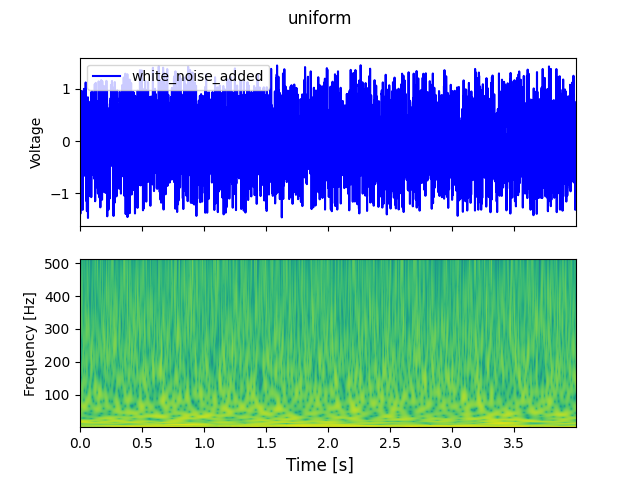 uniform
white_noise_added
1
0
−1
Voltage
500
400
300
200
100
Frequency [Hz]
0.0 0.5 1.0 1.5 2.0 2.5 3.0 3.5
Time [s]